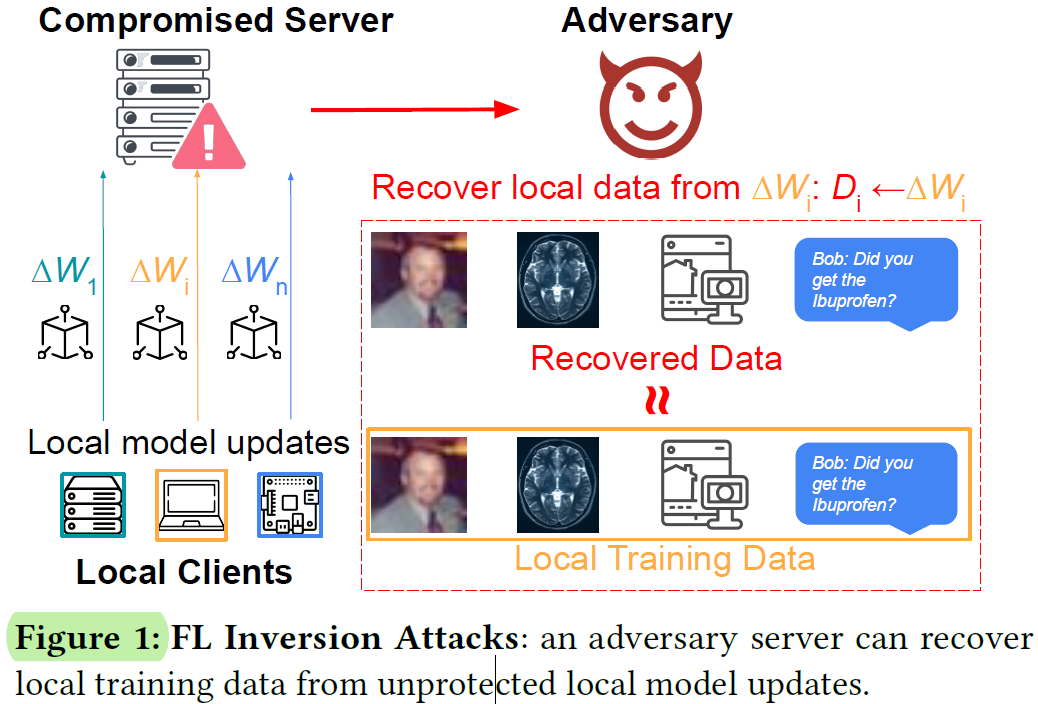 Compromised Server
Adversary
Recover local data from ΔWi: Di ←ΔWi
ΔW1
ΔWi
ΔWn
Bob: Did you
get the
Ibuprofen?
Recovered Data
≈
Local model updates
Bob: Did you
get the
Ibuprofen?
Local Training Data
Local Clients
Figure 1: FL Inversion Attacks: an adversary server can recover
local training data from unprotected local model updates.